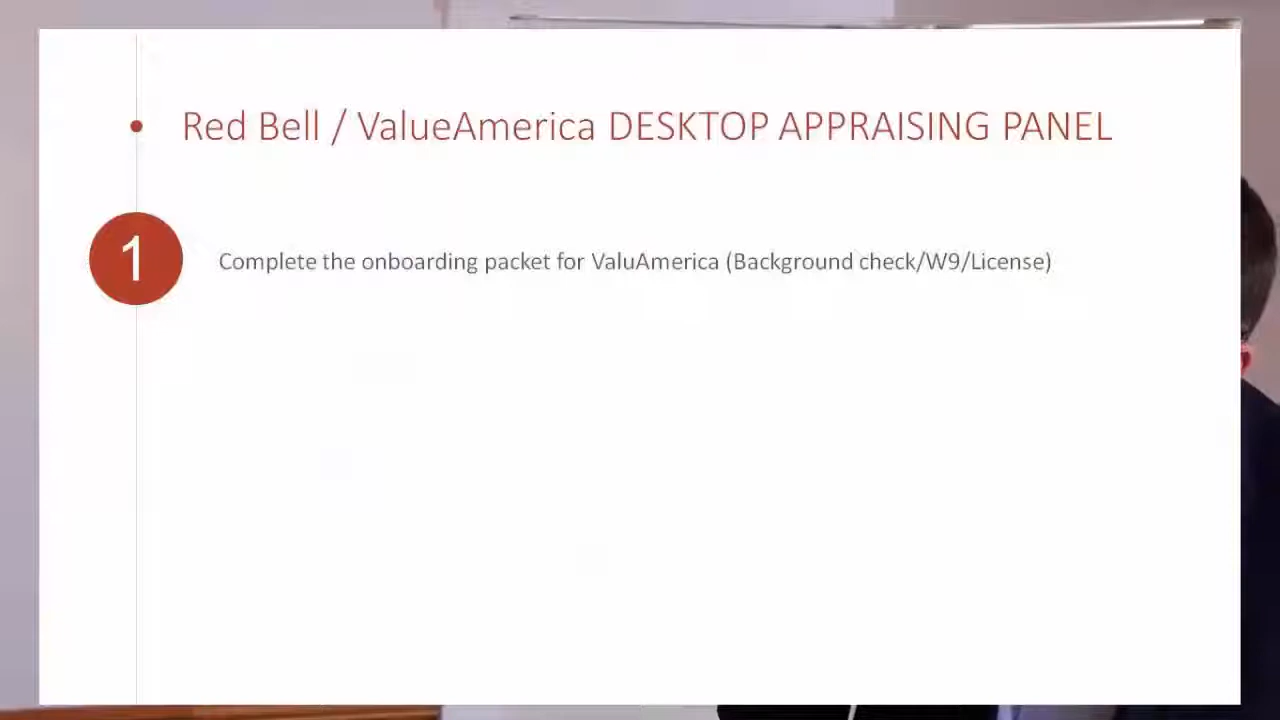 Red Bell / ValueAmerica DESKTOP APPRAISING PANEL
1
Complete the onboarding packet for ValuAmerica (Background check/W9/License)